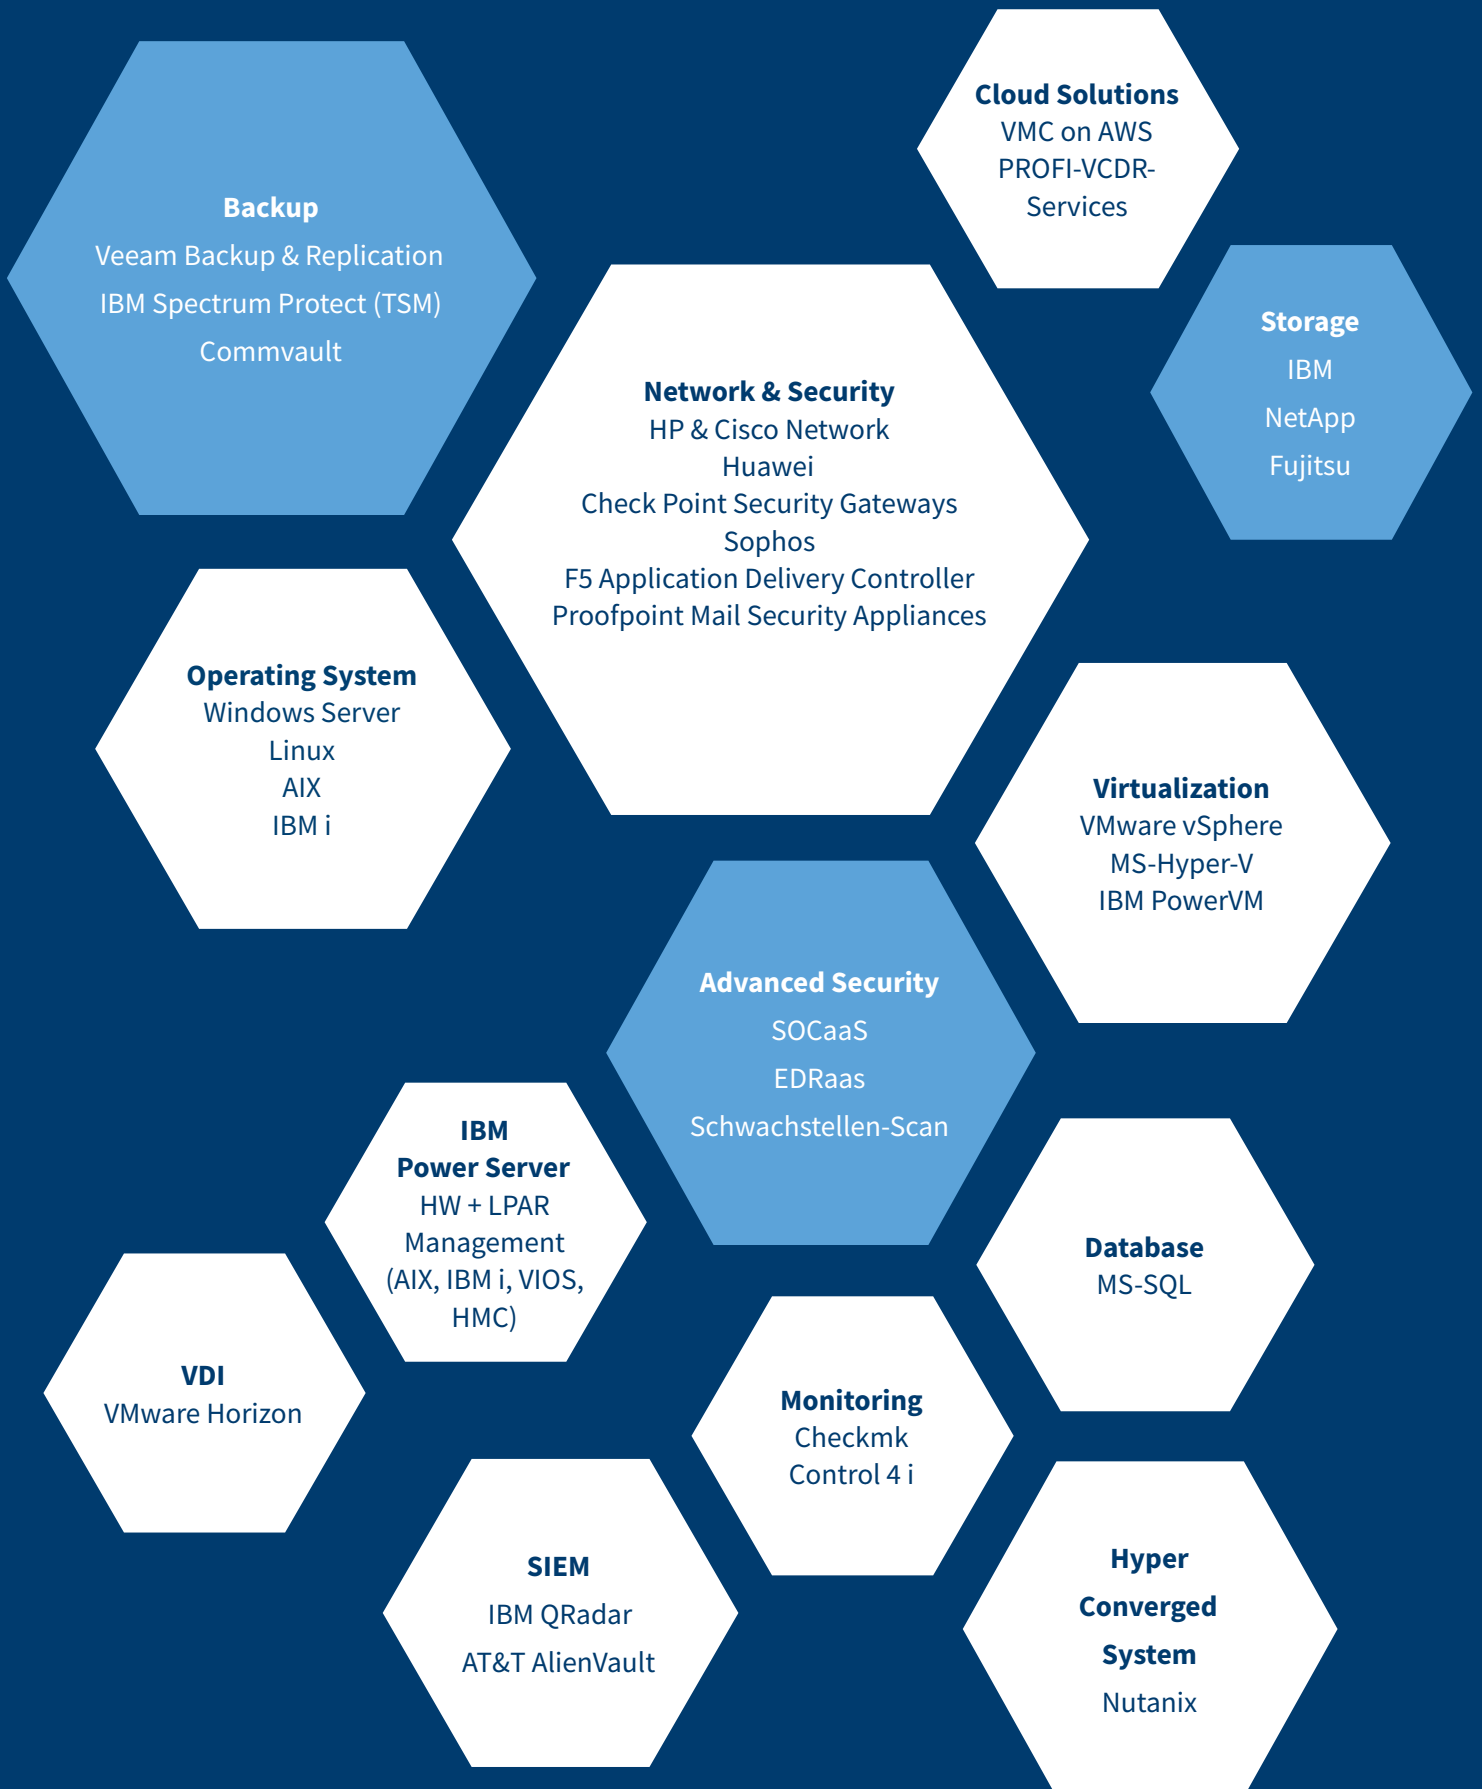 Cloud Solutions
VMC on AWS
PROFI-VCDR-
Services
Backup
Veeam Backup & Replication
IBM Spectrum Protect (TSM)
Commvault
Storage
IBM
NetApp
Fujitsu
Network & Security
HP & Cisco Network
Huawei
Check Point Security Gateways
Sophos
F5 Application Delivery Controller
Proofpoint Mail Security Appliances
Operating System
Windows Server
Linux
AIX
IBM i
Virtualization
VMware vSphere
MS-Hyper-V
IBM PowerVM
Advanced Security
SOCaaS
EDRaas
Schwachstellen-Scan
IBM
Power Server
HW + LPAR
Management
(AIX, IBM i, VIOS,
HMC)
Database
MS-SQL
VDI
VMware Horizon
Monitoring
Checkmk
Control 4 i
SIEM
IBM QRadar
AT&T AlienVault
Hyper
Converged
System
Nutanix